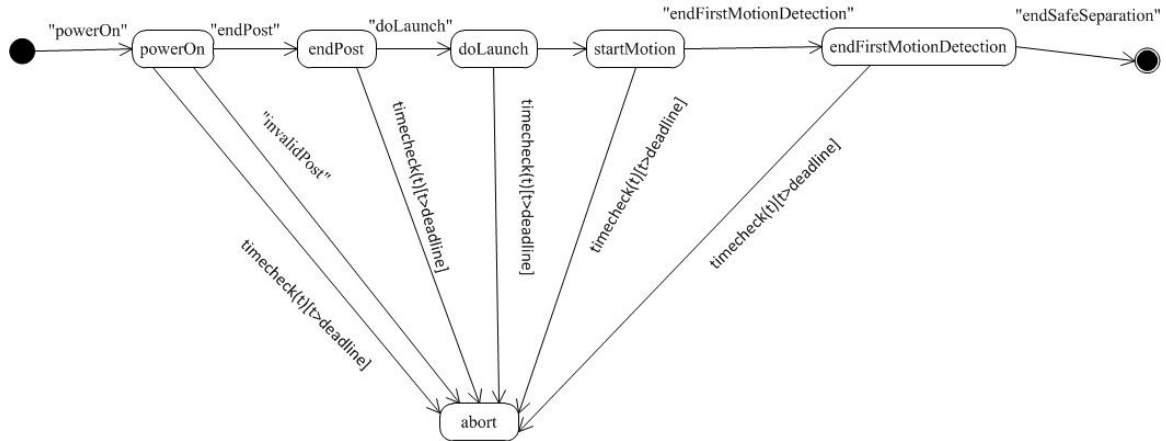 "powerOn"
"endPost"
"doLaunch"
"endFirstMotionDetection"
"endSafeSeparation"
powerOn
endPost
doLaunch
startMotion
endFirstMotionDetection
"invalidPost"
timecheck(t)[t>deadline]
timecheck(t)[t>deadline]
timecheck(t)[t>deadline]
timecheck(t)[t>deadline]
timecheck(t)[t>deadline]
abort